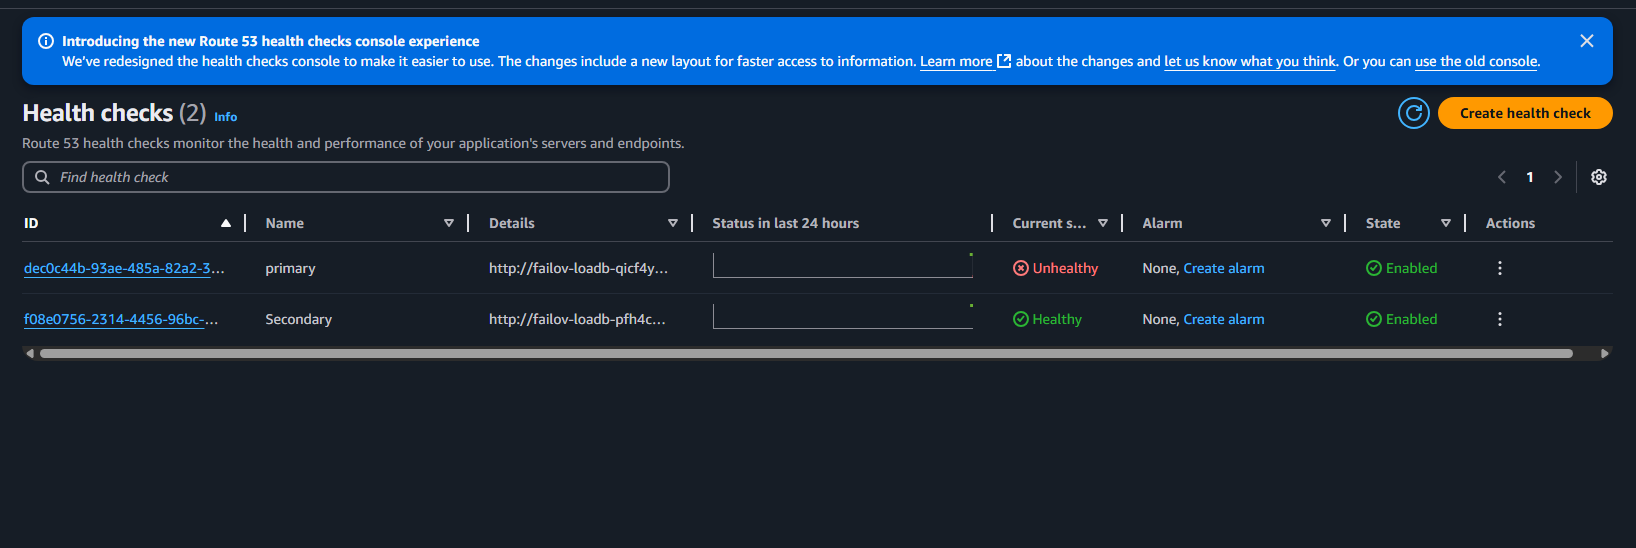 Introducing the new Route 53 health checks console experience
We've redesigned the health checks console to make it easier to use. The changes include a new layout for faster access to information. Learn more about the changes and let us know what you think. Or you can use the old console.
Health checks (2) Info
Create health check
Route 53 health checks monitor the health and performance of your application's servers and endpoints.
Find health check
1
ID Name Details Status in last 24 hours Current s... Alarm State Actions
dec0c44b-93ae-485a-82a2-3... primary http://failov-loadb-qicf4y... Unhealthy None, Create alarm Enabled
f08e0756-2314-4456-96bc-... Secondary http://failov-loadb-pfh4c... Healthy None, Create alarm Enabled